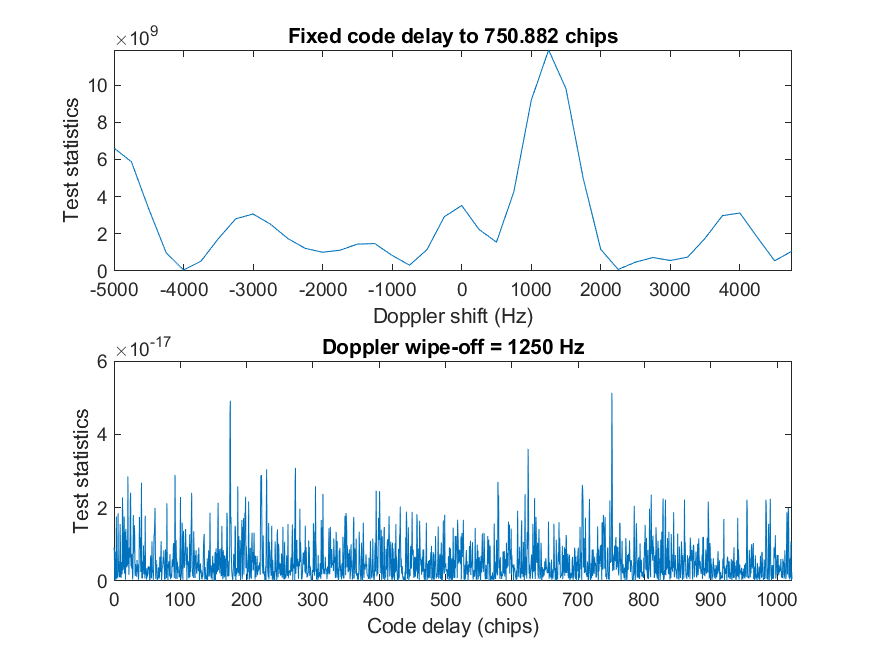 ×10^9
Fixed code delay to 750.882 chips
10
8
6
4
2
0
Test statistics
-5000 -4000 -3000 -2000 -1000 0 1000 2000 3000 4000
Doppler shift (Hz)
×10^-17
Doppler wipe-off = 1250 Hz
6
4
2
0
Test statistics
0 100 200 300 400 500 600 700 800 900 1000
Code delay (chips)